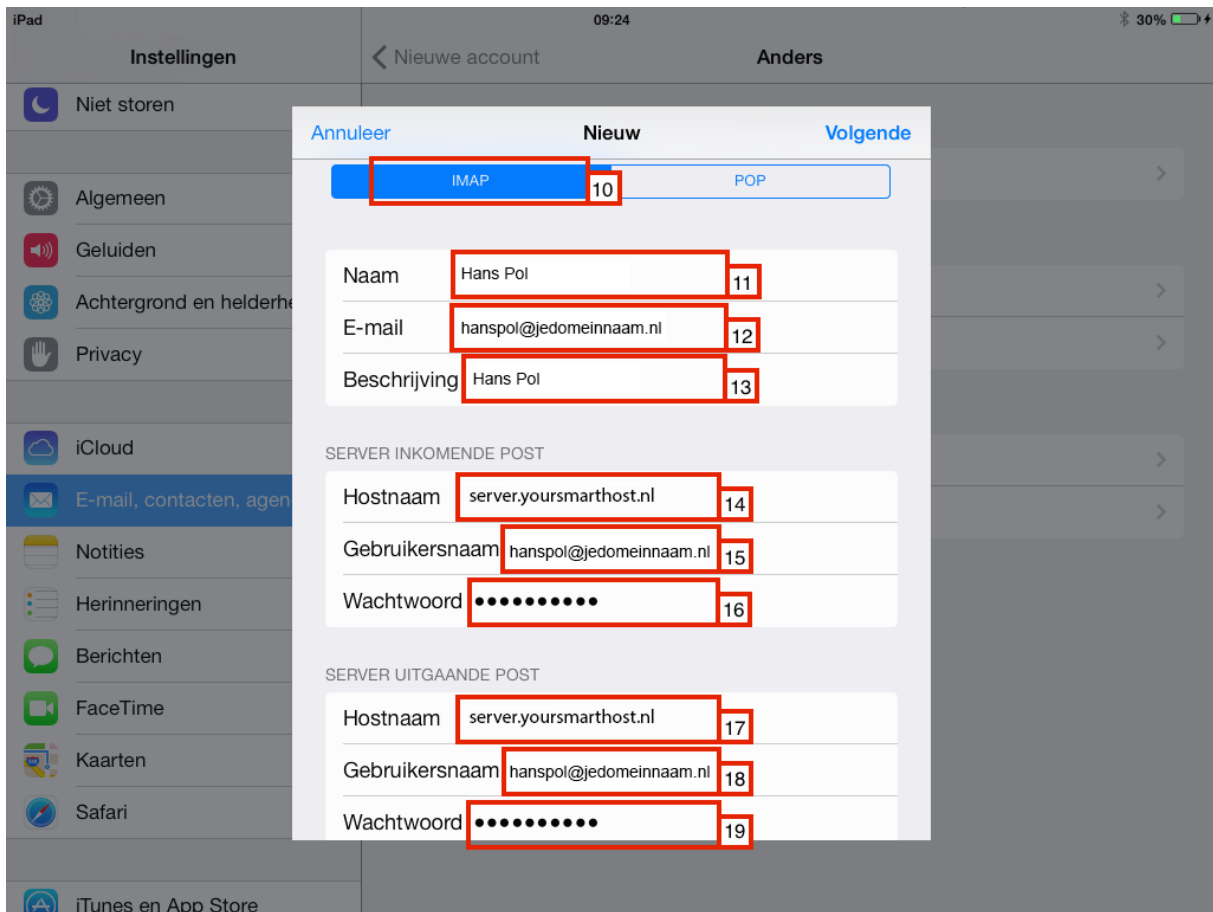 iPad 09:24 30%
Instellingen Nieuwe account Anders
Niet storen
Algemeen
Geluiden
Achtergrond en helderhe
Privacy
iCloud
E-mail, contacten, agen
Notities
Herinneringen
Berichten
FaceTime
Kaarten
Safari
iTunes en App Store
Annuleer Nieuw Volgende
IMAP 10 POP
Naam Hans Pol 11
E-mail hanspol@jedomeinnaam.nl 12
Beschrijving Hans Pol 13
SERVER INKOMENDE POST
Hostnaam server.yoursmarthost.nl 14
Gebruikersnaam hanspol@jedomeinnaam.nl 15
Wachtwoord ●●●●●●●●●● 16
SERVER UITGAANDE POST
Hostnaam server.yoursmarthost.nl 17
Gebruikersnaam hanspol@jedomeinnaam.nl 18
Wachtwoord ●●●●●●●●●● 19